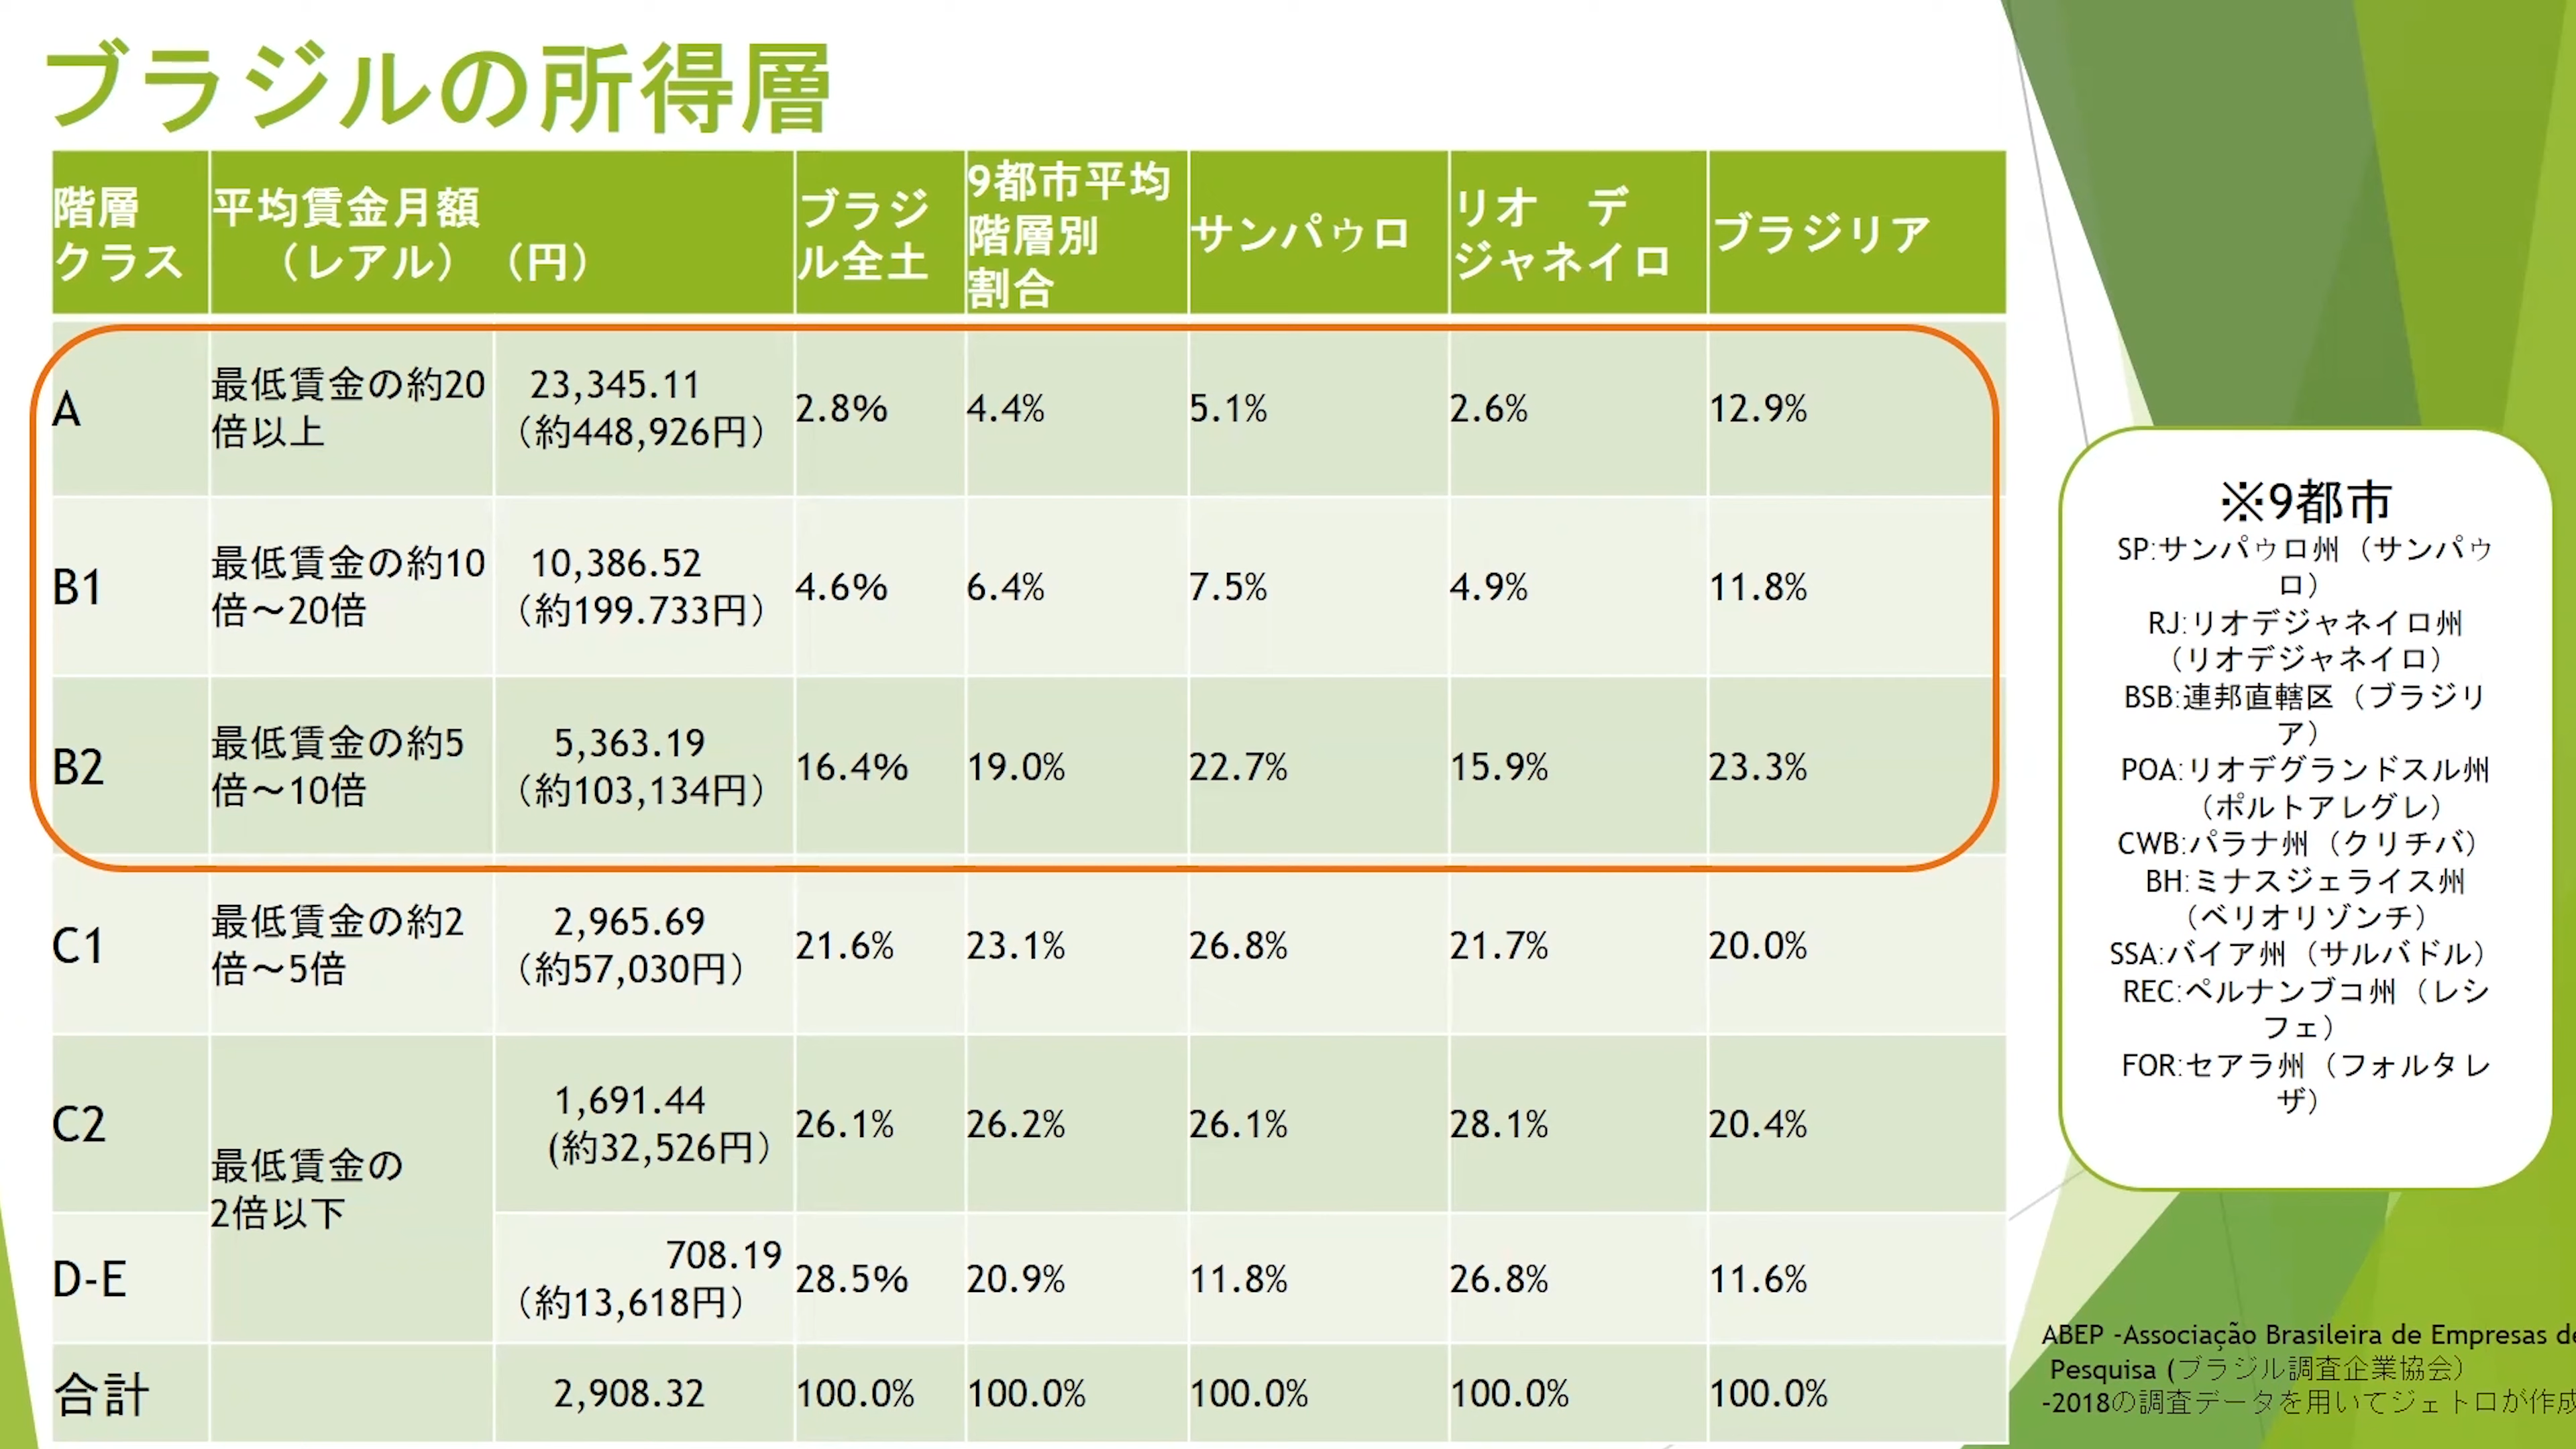 ブラジルの所得層
階層
クラス
平均賃金月額
（レアル）（円）
ブラジ
ル全土
9都市平均
階層別
割合
サンパゥロ
リオ　デ
ジャネイロ
ブラジリア
A
最低賃金の約20
倍以上
23,345.11
（約448,926円）
2.8%
4.4%
5.1%
2.6%
12.9%
B1
最低賃金の約10
倍～20倍
10,386.52
（約199.733円）
4.6%
6.4%
7.5%
4.9%
11.8%
B2
最低賃金の約5
倍～10倍
5,363.19
（約103,134円）
16.4%
19.0%
22.7%
15.9%
23.3%
C1
最低賃金の約2
倍～5倍
2,965.69
（約57,030円）
21.6%
23.1%
26.8%
21.7%
20.0%
C2
最低賃金の
2倍以下
1,691.44
(約32,526円）
26.1%
26.2%
26.1%
28.1%
20.4%
D-E
708.19
（約13,618円）
28.5%
20.9%
11.8%
26.8%
11.6%
合計
2,908.32
100.0%
100.0%
100.0%
100.0%
100.0%
※9都市
SP:サンパゥロ州（サンパゥ
ロ）
RJ:リオデジャネイロ州
（リオデジャネイロ）
BSB:連邦直轄区（ブラジリ
ア）
POA:リオデグランドスル州
（ポルトアレグレ）
CWB:パラナ州（クリチバ）
BH:ミナスジェライス州
（ベリオリゾンチ）
SSA:バイア州（サルバドル）
REC:ペルナンブコ州（レシ
フェ）
FOR:セアラ州（フォルタレ
ザ）
ABEP -Associação Brasileira de Empresas de
Pesquisa (ブラジル調査企業協会）
-2018の調査データを用いてジェトロが作成